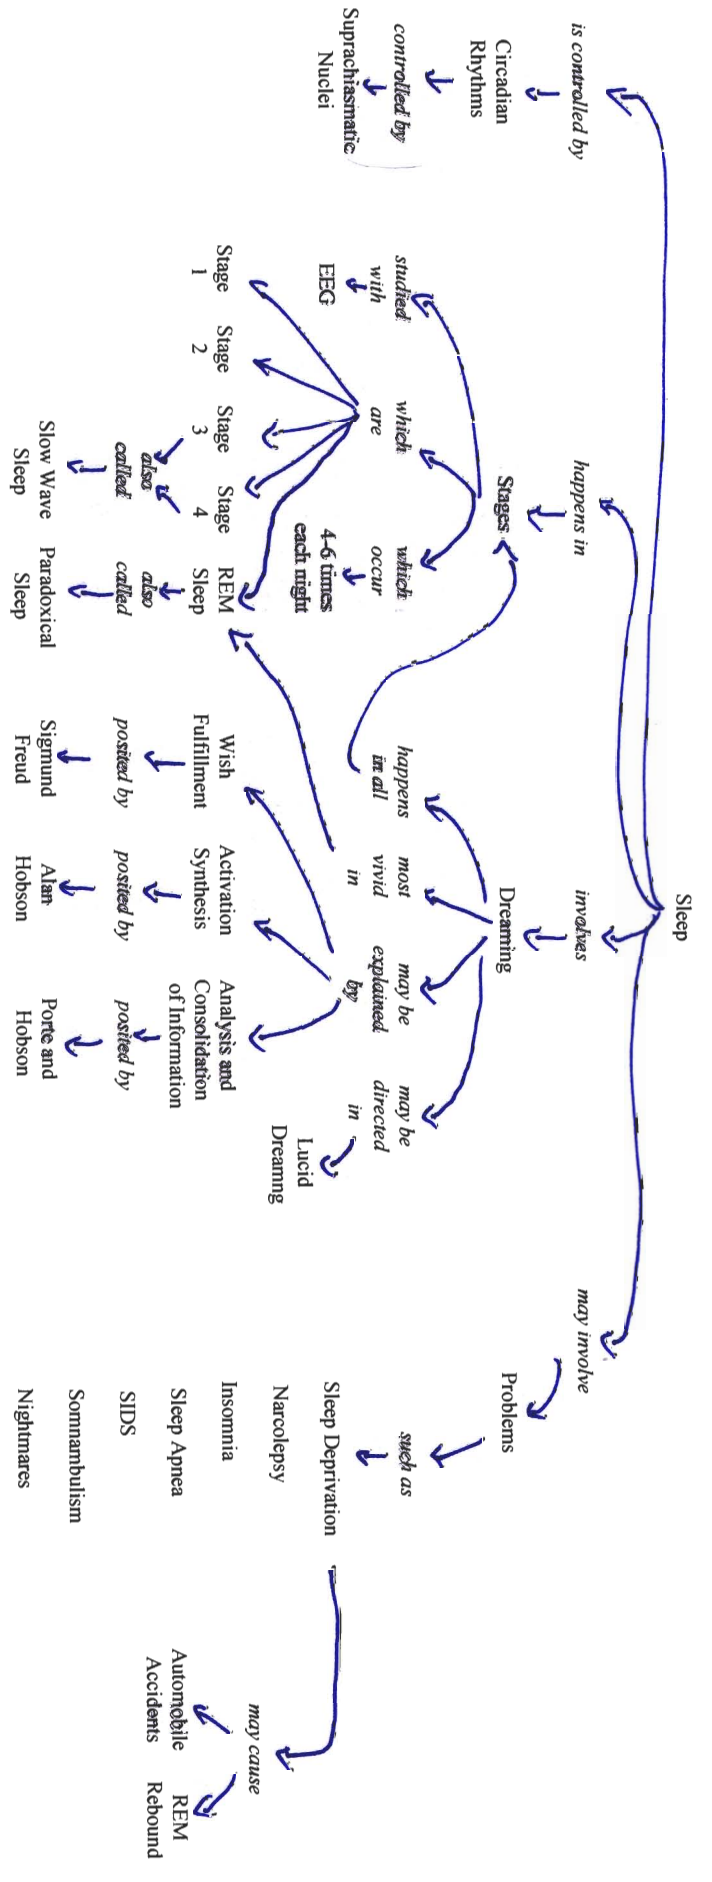 Sleep
is controlled by
happens in
involves
may involve
Circadian
Rhythms
Stages
Dreaming
Problems
controlled by
studied
with
which
are
which
occur
happens
in all
most
vivid
in
may be
explained
by
may be
directed
in
such as
Suprachiasmatic
Nuclei
EEG
4-6 times
each night
Lucid
Dreamng
Sleep Deprivation
Narcolepsy
Insomnia
Sleep Apnea
SIDS
Somnambulism
Nightmares
may cause
Stage
1
Stage
2
Stage
3
Stage
4
REM
Sleep
Wish
Fulfillment
Activation
Synthesis
Analysis and
Consolidation
of Information
Automobile
Accidents
REM
Rebound
also
called
also
called
posited by
posited by
posited by
Slow Wave
Sleep
Paradoxical
Sleep
Sigmund
Freud
Alan
Hobson
Porte and
Hobson